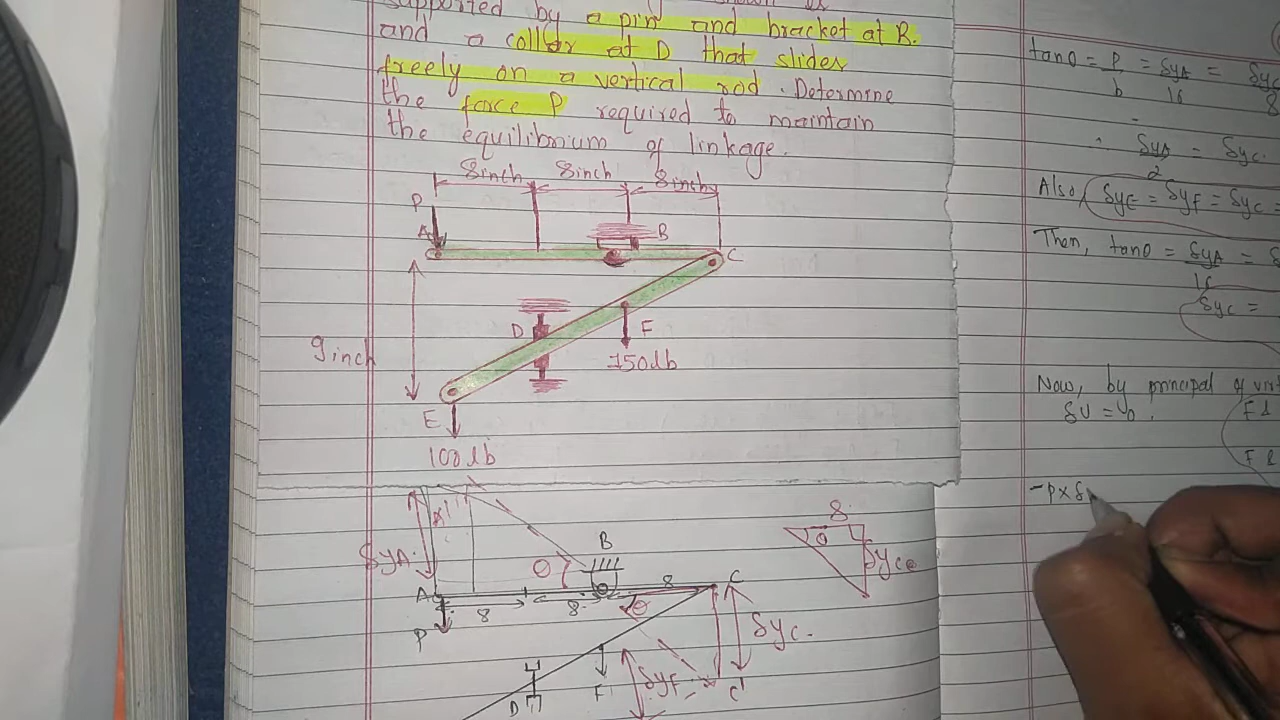 supported by a pin and bracket at B.
and a collar at D that slides
freely on a vertical rod. Determine
the force P required to maintain
the equilibrium of linkage.
8inch 8inch 8inch
P
A B
C
D F
9inch 150lb
E
100lb
δyA.
θ
B
8 C
A 8 8 θ
P
δyC.
F
δyF
D
C'
8
θ
δyC
tanθ = P = δyA = δyC
b 16 8
δyA = δyC.
2
Also, δyE = δyF = δyC =
Then, tanθ = δyA =
16
δyC =
Now, by principal of
δU = 0.
-P×δ